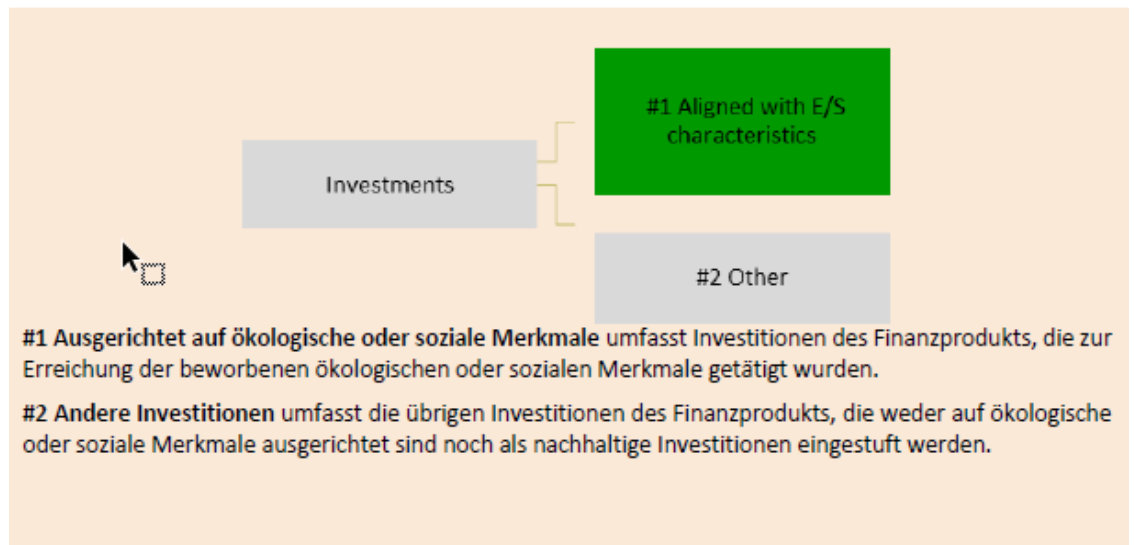 #1 Aligned with E/S
characteristics
Investments
#2 Other
#1 Ausgerichtet auf ökologische oder soziale Merkmale umfasst Investitionen des Finanzprodukts, die zur
Erreichung der beworbenen ökologischen oder sozialen Merkmale getätigt wurden.
#2 Andere Investitionen umfasst die übrigen Investitionen des Finanzprodukts, die weder auf ökologische
oder soziale Merkmale ausgerichtet sind noch als nachhaltige Investitionen eingestuft werden.